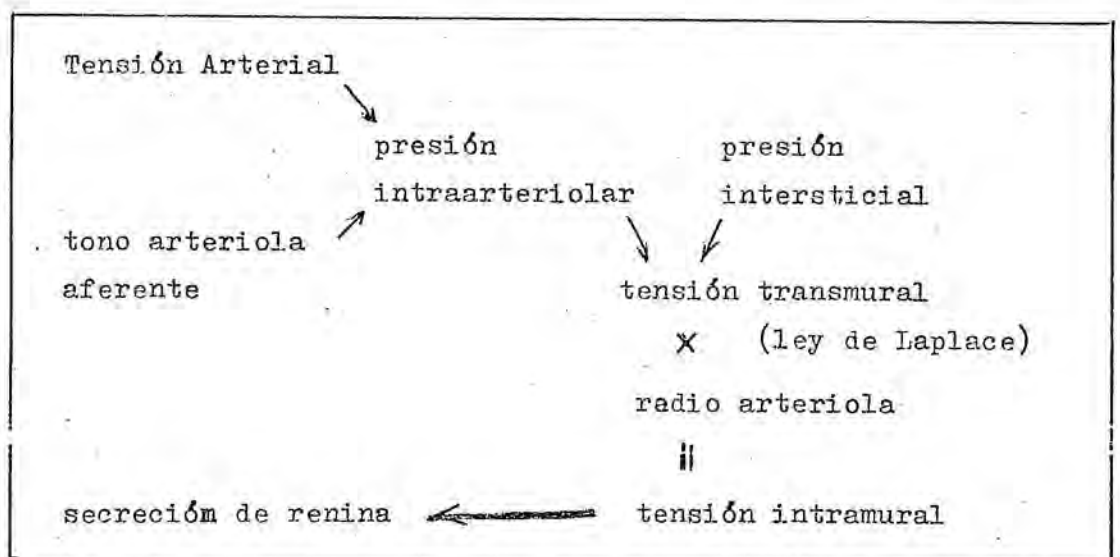 Tensión Arterial
presión
intraarteriolar
presión
intersticial
tono arteriola
aferente
tensión transmural
x (ley de Laplace)
radio arteriola
=
secrecióm de renina
tensión intramural